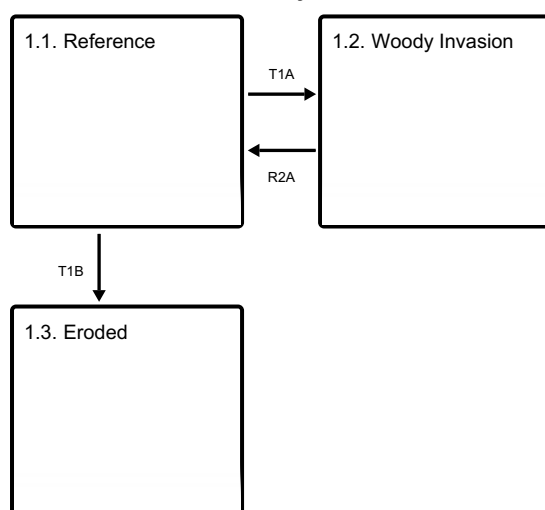 1.1. Reference
1.2. Woody Invasion
T1A
R2A
T1B
1.3. Eroded